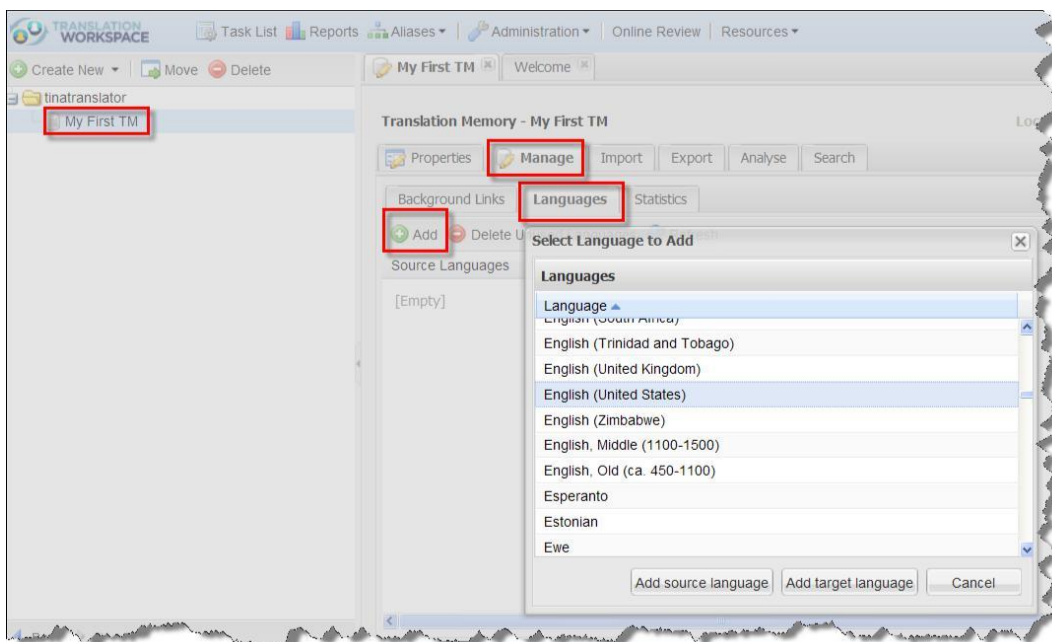 TRANSLATION
WORKSPACE
Task List Reports Aliases Administration Online Review Resources
Create New Move Delete
My First TM Welcome
tinatranslator
My First TM
Translation Memory - My First TM
Properties Manage Import Export Analyse Search
Background Links Languages Statistics
Add Delete
Source Languages
[Empty]
Select Language to Add
Languages
Language
English (South Africa)
English (Trinidad and Tobago)
English (United Kingdom)
English (United States)
English (Zimbabwe)
English, Middle (1100-1500)
English, Old (ca. 450-1100)
Esperanto
Estonian
Ewe
Add source language Add target language Cancel